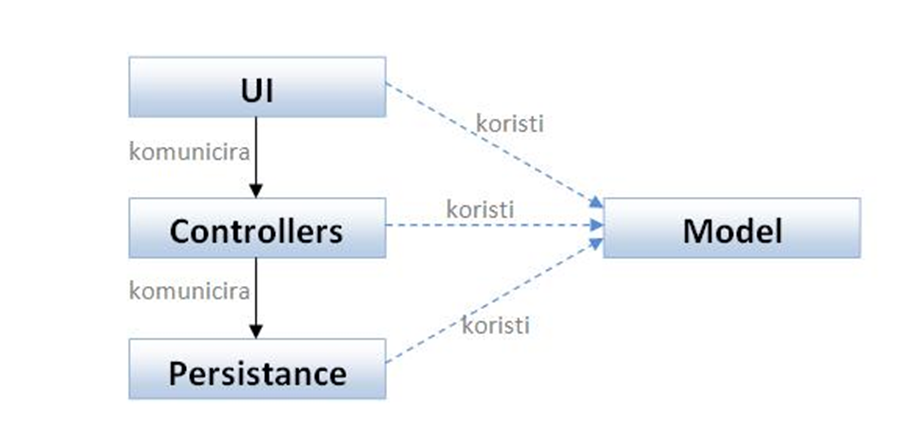 UI
koristi
komunicira
koristi
Controllers
Model
komunicira
koristi
Persistance